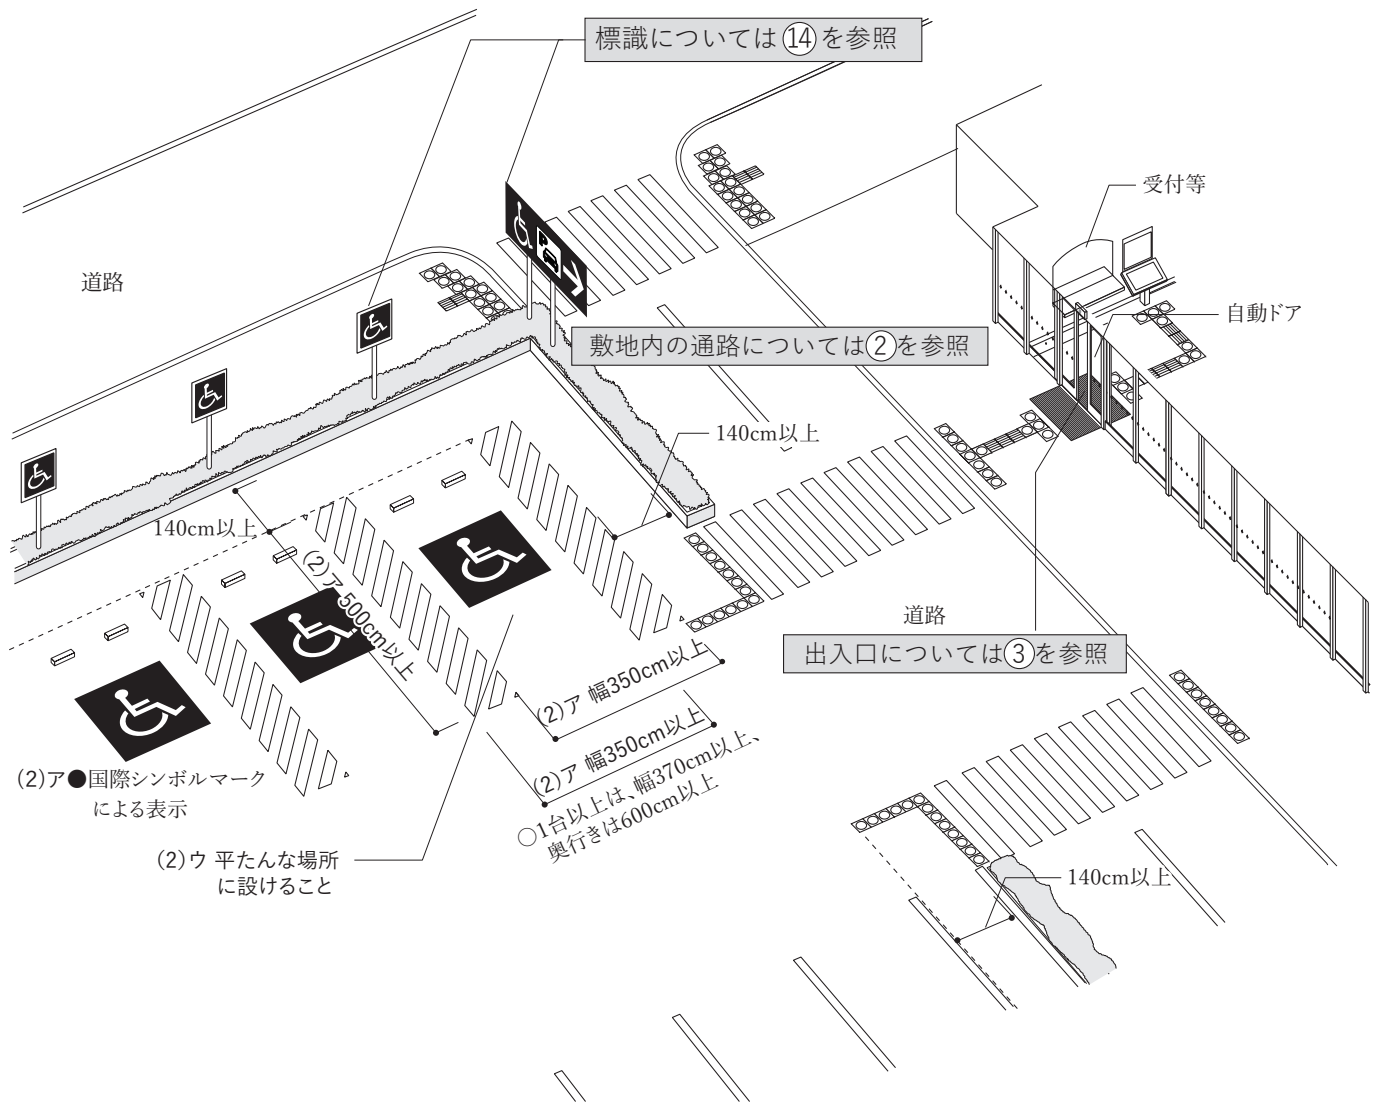 標識については⑭を参照
受付等
道路
自動ドア
敷地内の通路については②を参照
140cm以上
140cm以上
(2)ア 500cm以上
道路
出入口については③を参照
(2)ア 幅350cm以上
(2)ア 幅350cm以上
○1台以上は、幅370cm以上、
奥行きは600cm以上
(2)ア●国際シンボルマーク
による表示
(2)ウ 平たんな場所
に設けること
140cm以上
P